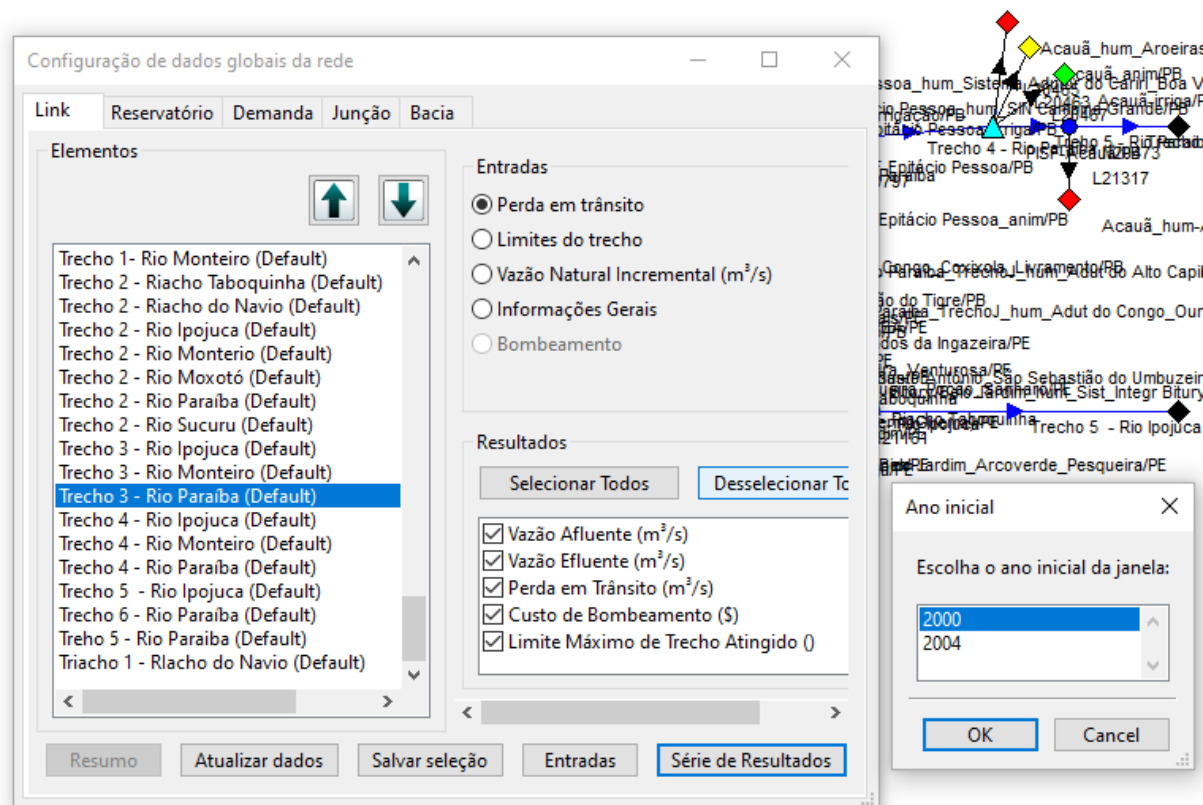 Configuração de dados globais da rede
Link
Reservatório
Demanda
Junção
Bacia
Elementos
Trecho 1- Rio Monteiro (Default)
Trecho 2 - Riacho Taboquinha (Default)
Trecho 2 - Riacho do Navio (Default)
Trecho 2 - Rio Ipojuca (Default)
Trecho 2 - Rio Monterio (Default)
Trecho 2 - Rio Moxotó (Default)
Trecho 2 - Rio Paraíba (Default)
Trecho 2 - Rio Sucuru (Default)
Trecho 3 - Rio Ipojuca (Default)
Trecho 3 - Rio Monteiro (Default)
Trecho 3 - Rio Paraíba (Default)
Trecho 4 - Rio Ipojuca (Default)
Trecho 4 - Rio Monteiro (Default)
Trecho 4 - Rio Paraíba (Default)
Trecho 5  - Rio Ipojuca (Default)
Trecho 6 - Rio Paraíba (Default)
Treho 5 - Rio Paraiba (Default)
Triacho 1 - RIacho do Navio (Default)
Entradas
Perda em trânsito
Limites do trecho
Vazão Natural Incremental (m³/s)
Informações Gerais
Bombeamento
Resultados
Selecionar Todos
Desselecionar To
Vazão Afluente (m³/s)
Vazão Efluente (m³/s)
Perda em Trânsito (m³/s)
Custo de Bombeamento ($)
Limite Máximo de Trecho Atingido ()
Resumo
Atualizar dados
Salvar seleção
Entradas
Série de Resultados
Acauã_hum_Aroeiras
Trecho 4 - Rio
Epitácio Pessoa/PB
L21317
Epitácio Pessoa_anim/PB
Acauã_hum-A
do Tigre/PB
dos da Ingazeira/PE
Trecho 5  - Rio Ipojuca
Jardim_Arcoverde_Pesqueira/PE
Ano inicial
Escolha o ano inicial da janela:
2000
2004
OK
Cancel